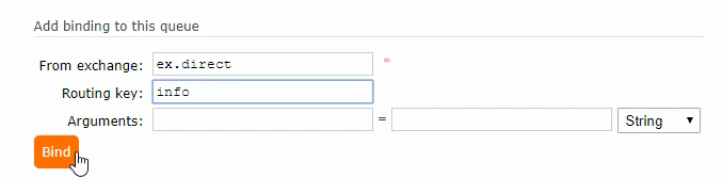 Add binding to this queue
From exchange: ex.direct *
Routing key: info
Arguments: = String
Bind